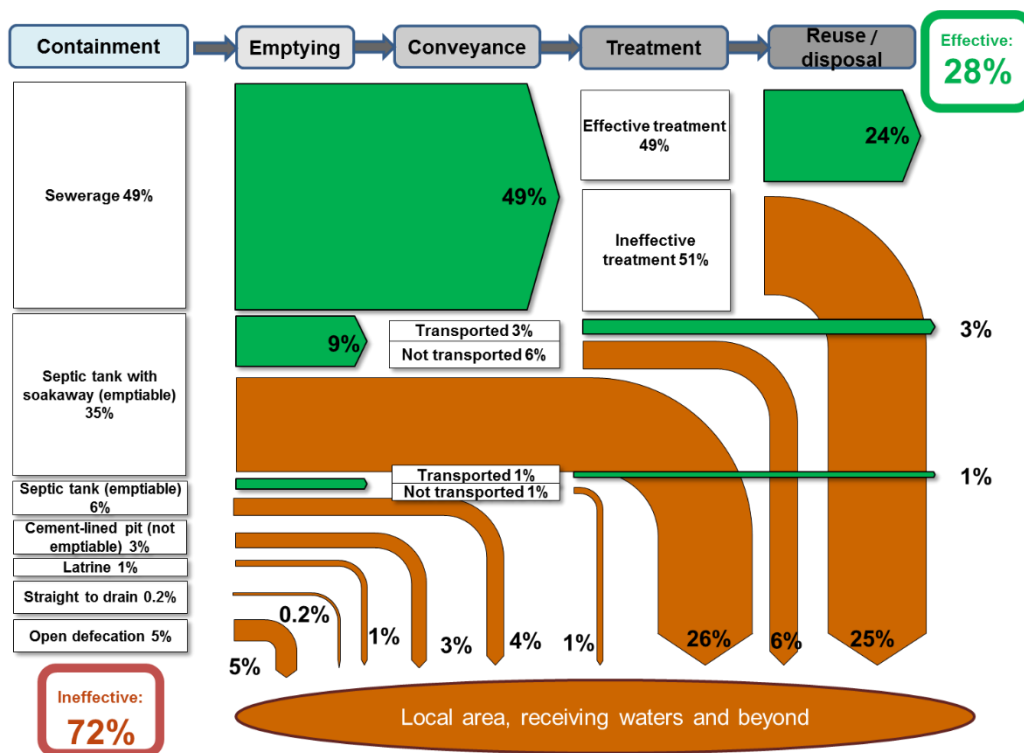 Containment
Emptying
Conveyance
Treatment
Reuse /
disposal
Effective:
28%
Sewerage 49%
49%
Effective treatment
49%
Ineffective
treatment 51%
24%
Septic tank with
soakaway (emptiable)
35%
9%
Transported 3%
Not transported 6%
3%
Septic tank (emptiable)
6%
Transported 1%
Not transported 1%
1%
Cement-lined pit (not
emptiable) 3%
Latrine 1%
Straight to drain 0.2%
Open defecation 5%
5%
0.2%
1%
3%
4%
1%
26%
6%
25%
Ineffective:
72%
Local area, receiving waters and beyond